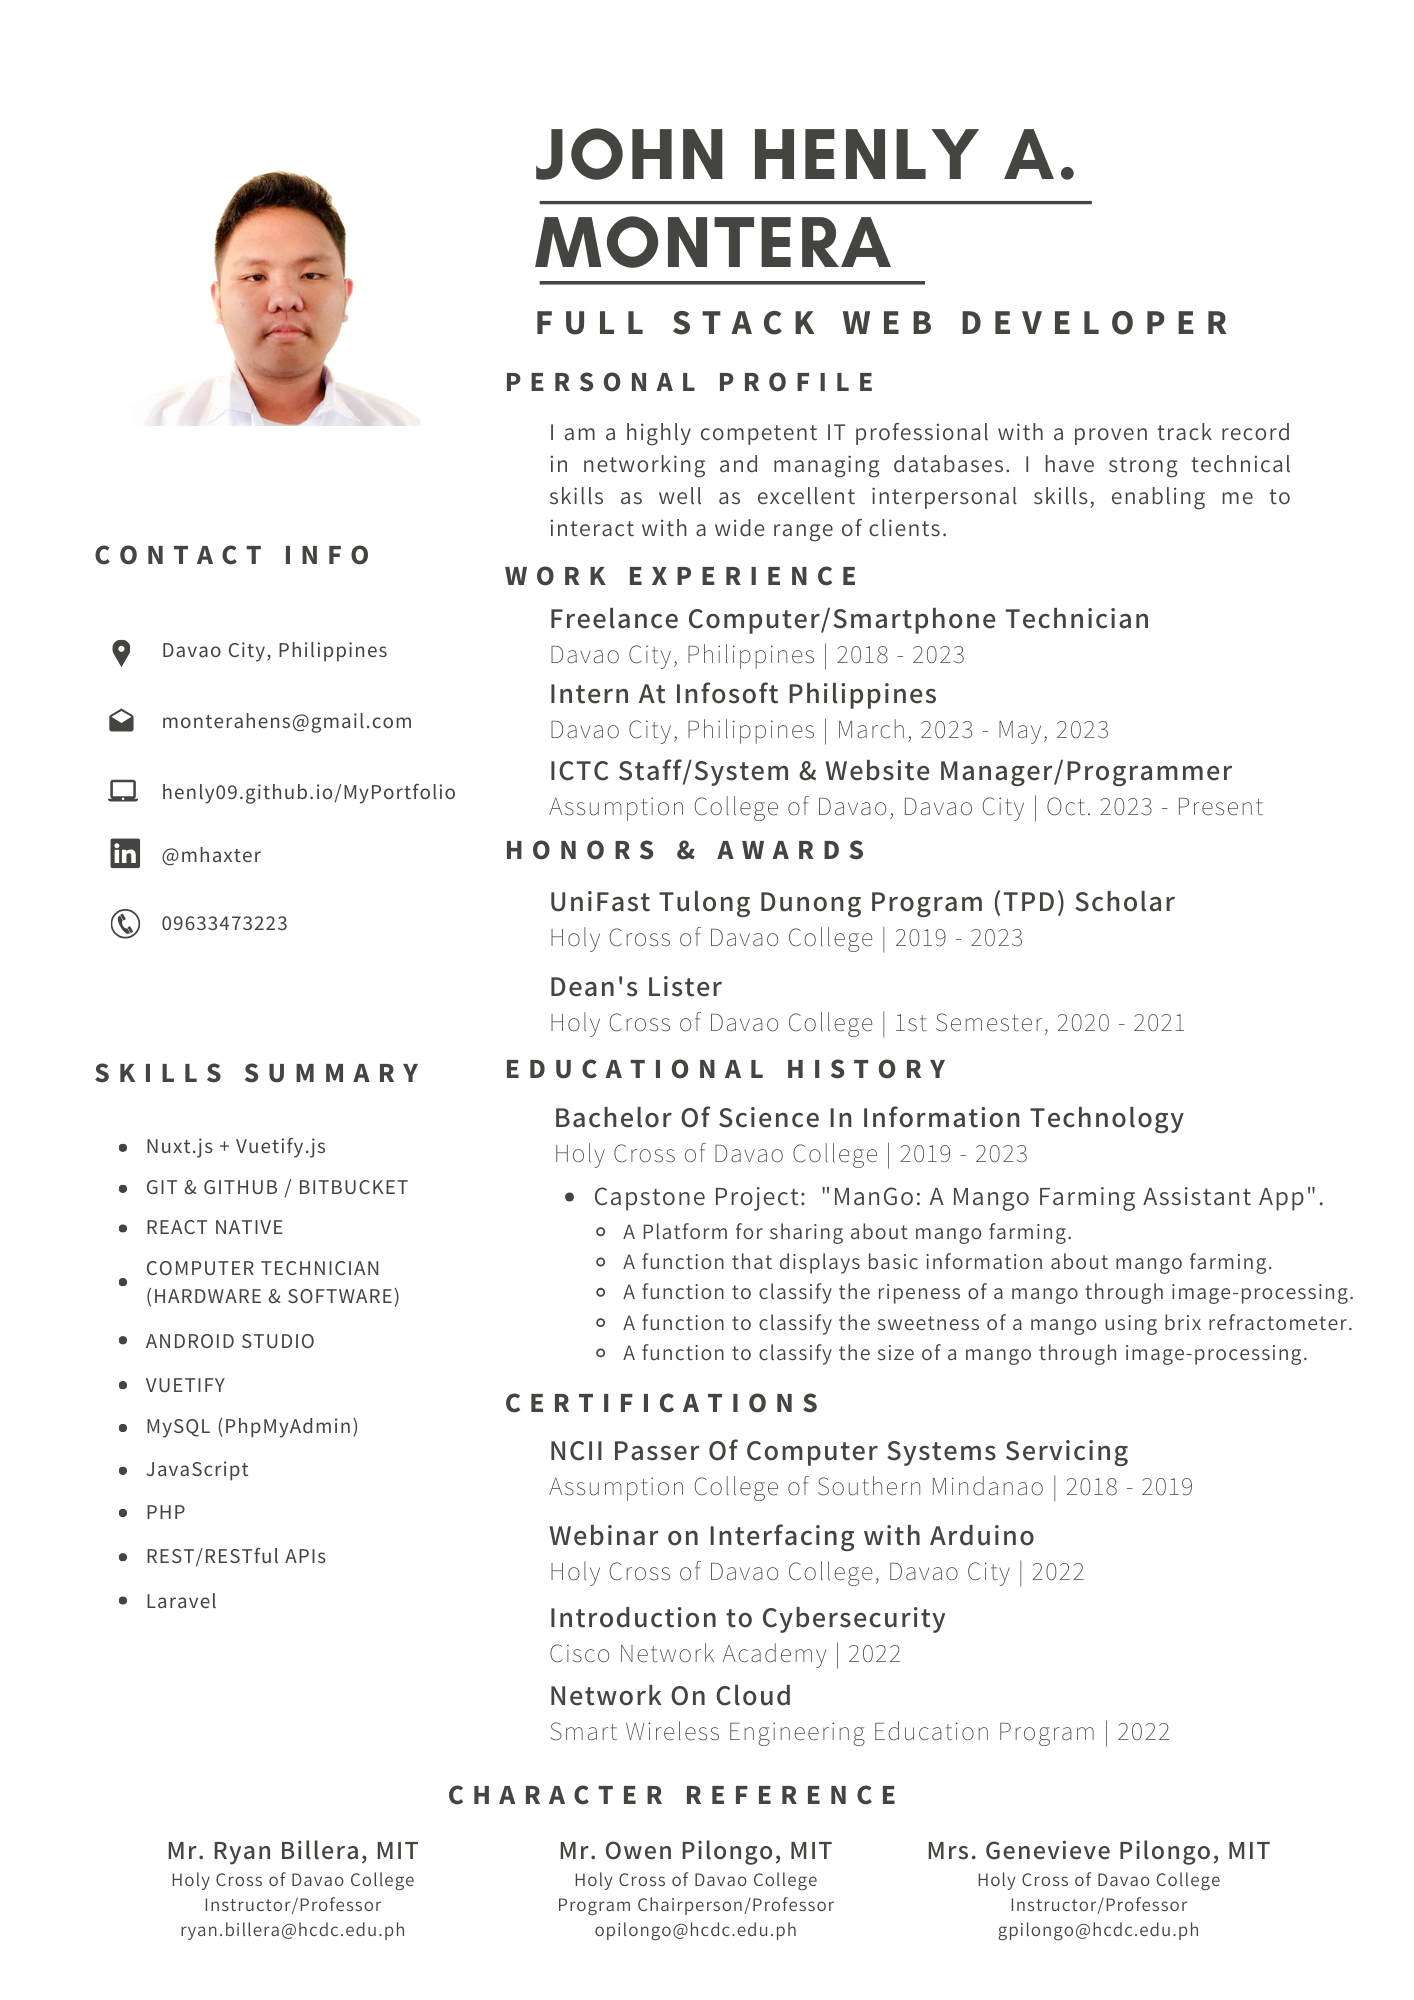 JOHN HENLY A.
MONTERA
FULL STACK WEB DEVELOPER
CONTACT INFO
Davao City, Philippines
monterahens@gmail.com
henly09.github.io/MyPortfolio
in
@mhaxter
09633473223
SKILLS SUMMARY
Nuxt.js + Vuetify.js
GIT & GITHUB / BITBUCKET
REACT NATIVE
COMPUTER TECHNICIAN
(HARDWARE & SOFTWARE)
ANDROID STUDIO
VUETIFY
MySQL (PhpMyAdmin)
JavaScript
PHP
REST/RESTful APIs
Laravel
PERSONAL PROFILE
I am a highly competent IT professional with a proven track record
in networking and managing databases. I have strong technical
skills as well as excellent interpersonal skills, enabling me to
interact with a wide range of clients.
WORK EXPERIENCE
Freelance Computer/Smartphone Technician
Davao City, Philippines | 2018 - 2023
Intern At Infosoft Philippines
Davao City, Philippines | March, 2023 - May, 2023
ICTC Staff/System & Website Manager/Programmer
Assumption College of Davao, Davao City | Oct. 2023 - Present
HONORS & AWARDS
UniFast Tulong Dunong Program (TPD) Scholar
Holy Cross of Davao College | 2019 - 2023
Dean's Lister
Holy Cross of Davao College | 1st Semester, 2020 - 2021
EDUCATIONAL HISTORY
Bachelor Of Science In Information Technology
Holy Cross of Davao College | 2019 - 2023
Capstone Project: "ManGo: A Mango Farming Assistant App".
A Platform for sharing about mango farming.
A function that displays basic information about mango farming.
A function to classify the ripeness of a mango through image-processing.
A function to classify the sweetness of a mango using brix refractometer.
A function to classify the size of a mango through image-processing.
CERTIFICATIONS
NCII Passer Of Computer Systems Servicing
Assumption College of Southern Mindanao | 2018 - 2019
Webinar on Interfacing with Arduino
Holy Cross of Davao College, Davao City | 2022
Introduction to Cybersecurity
Cisco Network Academy | 2022
Network On Cloud
Smart Wireless Engineering Education Program | 2022
CHARACTER REFERENCE
Mr. Ryan Billera, MIT
Holy Cross of Davao College
Instructor/Professor
ryan.billera@hcdc.edu.ph
Mr. Owen Pilongo, MIT
Holy Cross of Davao College
Program Chairperson/Professor
opilongo@hcdc.edu.ph
Mrs. Genevieve Pilongo, MIT
Holy Cross of Davao College
Instructor/Professor
gpilongo@hcdc.edu.ph